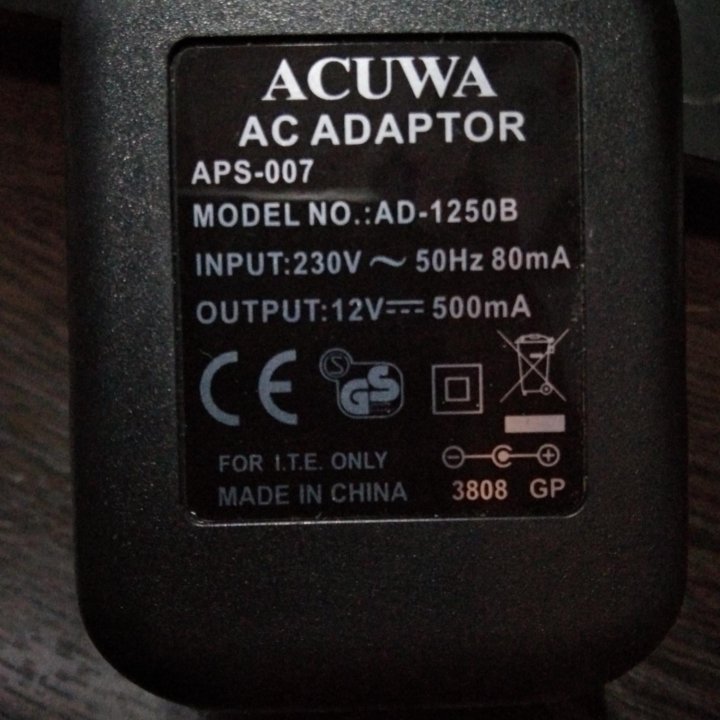 ACUWA
AC ADAPTOR
APS-007
MODEL NO.:AD-1250B
INPUT:230V ~ 50Hz 80mA
OUTPUT:12V⎓ 500mA
CE S GS
FOR I.T.E. ONLY
MADE IN CHINA
3808 GP